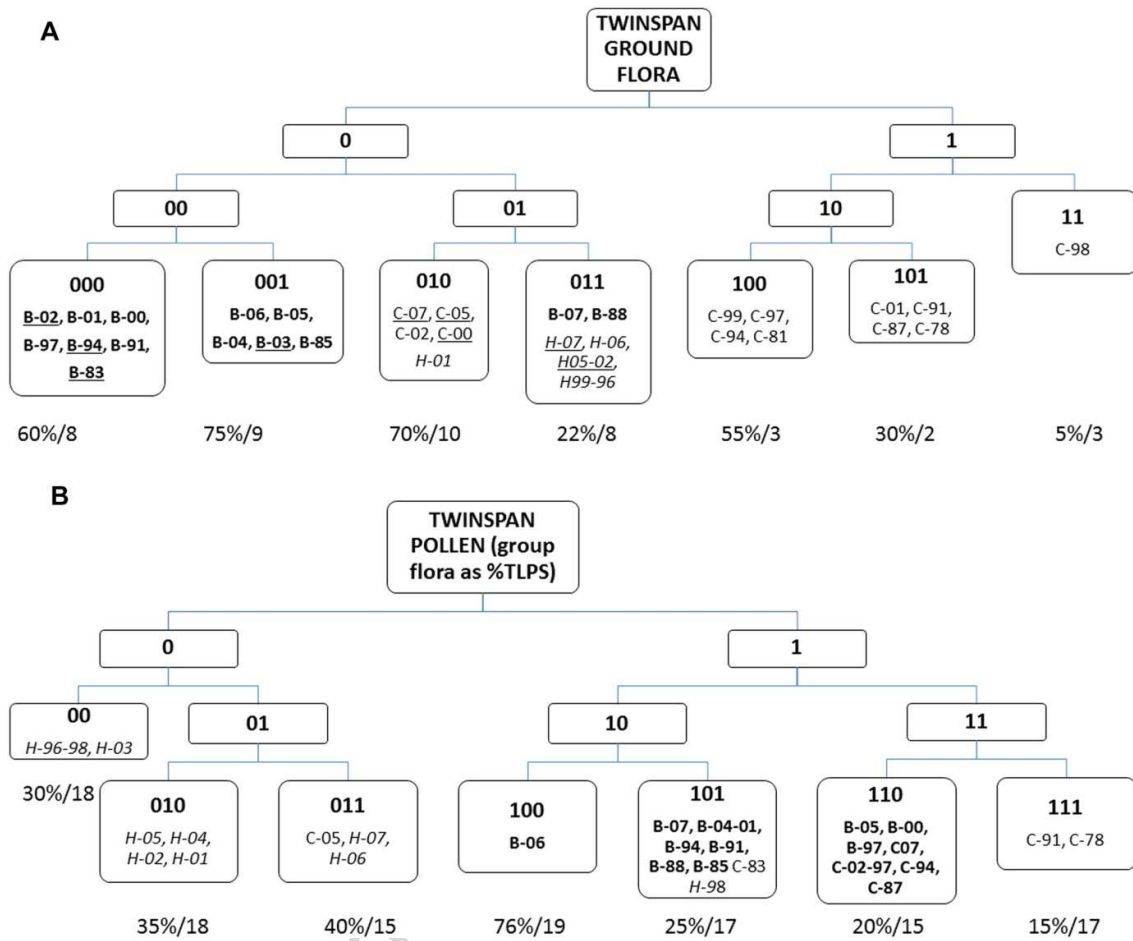 A
TWINSPAN
GROUND
FLORA
0
1
00
01
10
11
C-98
000
B-02, B-01, B-00,
B-97, B-94, B-91,
B-83
001
B-06, B-05,
B-04, B-03, B-85
010
C-07, C-05,
C-02, C-00
H-01
011
B-07, B-88
H-07, H-06,
H05-02,
H99-96
100
C-99, C-97,
C-94, C-81
101
C-01, C-91,
C-87, C-78
60%/8
75%/9
70%/10
22%/8
55%/3
30%/2
5%/3
B
TWINSPAN
POLLEN (group
flora as %TLPS)
0
1
00
H-96-98, H-03
01
10
11
30%/18
010
H-05, H-04,
H-02, H-01
011
C-05, H-07,
H-06
100
B-06
101
B-07, B-04-01,
B-94, B-91,
B-88, B-85 C-83
H-98
110
B-05, B-00,
B-97, C07,
C-02-97, C-94,
C-87
111
C-91, C-78
35%/18
40%/15
76%/19
25%/17
20%/15
15%/17